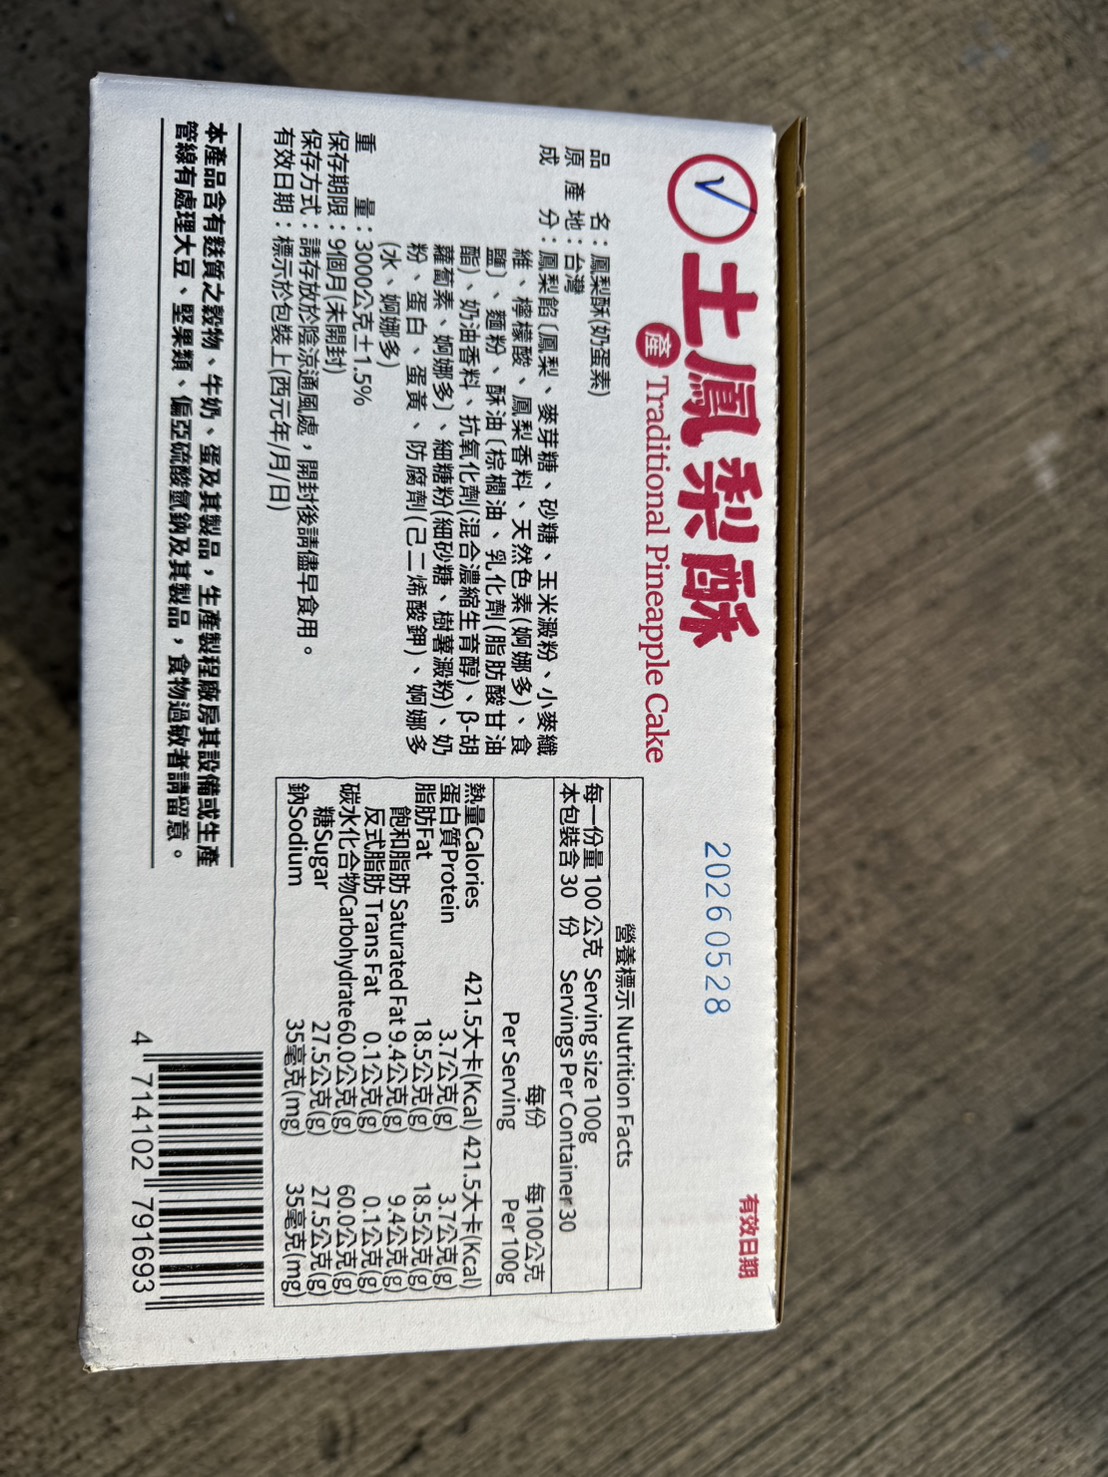 土鳳梨酥
產 Traditional Pineapple Cake
有效日期
20260528
品名：鳳梨酥(奶蛋素)
原產地：台灣
成分：鳳梨餡〔鳳梨、麥芽糖、砂糖、玉米澱粉、小麥纖
維、檸檬酸、鳳梨香料、天然色素(婀娜多)、食
鹽〕、麵粉、酥油〔棕櫚油、乳化劑(脂肪酸甘油
酯)、奶油香料、抗氧化劑(混合濃縮生育醇)、β-胡
蘿蔔素、婀娜多〕、細糖粉(細砂糖、樹薯澱粉)、奶
粉、蛋白、蛋黃、防腐劑(己二烯酸鉀)、婀娜多
(水、婀娜多)
重量：3000公克±1.5%
保存期限：9個月(未開封)
保存方式：請存放於陰涼通風處，開封後請儘早食用。
有效日期：標示於包裝上(西元年/月/日)
本產品含有麩質之穀物、牛奶、蛋及其製品，生產製程廠房其設備或生產
管線有處理大豆、堅果類、偏亞硫酸氫鈉及其製品，食物過敏者請留意。
營養標示 Nutrition Facts
每一份量 100 公克 Serving size 100g
本包裝含 30 份 Servings Per Container 30
每份 每100公克
Per Serving Per 100g
熱量Calories 421.5大卡(Kcal) 421.5大卡(Kcal)
蛋白質Protein 3.7公克(g) 3.7公克(g)
脂肪Fat 18.5公克(g) 18.5公克(g)
飽和脂肪 Saturated Fat 9.4公克(g) 9.4公克(g)
反式脂肪 Trans Fat 0.1公克(g) 0.1公克(g)
碳水化合物Carbohydrate 60.0公克(g) 60.0公克(g)
糖Sugar 27.5公克(g) 27.5公克(g)
鈉Sodium 35毫克(mg) 35毫克(mg)
4 714102 791693